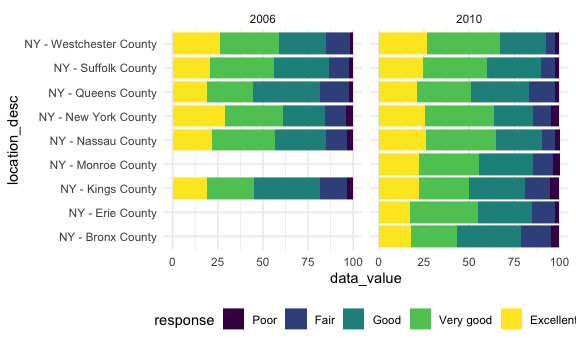 2006 2010
NY - Westchester County
NY - Suffolk County
NY - Queens County
NY - New York County
NY - Nassau County
NY - Monroe County
NY - Kings County
NY - Erie County
NY - Bronx County
location_desc
0 25 50 75 100 0 25 50 75 100
data_value
response Poor Fair Good Very good Excellent